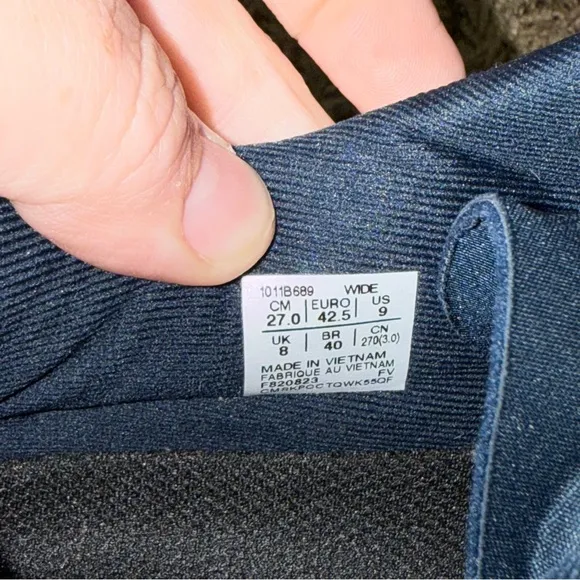 1011B689 WIDE
CM EURO US
27.0 42.5 9
UK BR CN
8 40 270(3.0)
MADE IN VIETNAM
FABRIQUE AU VIETNAM
F820823 FV